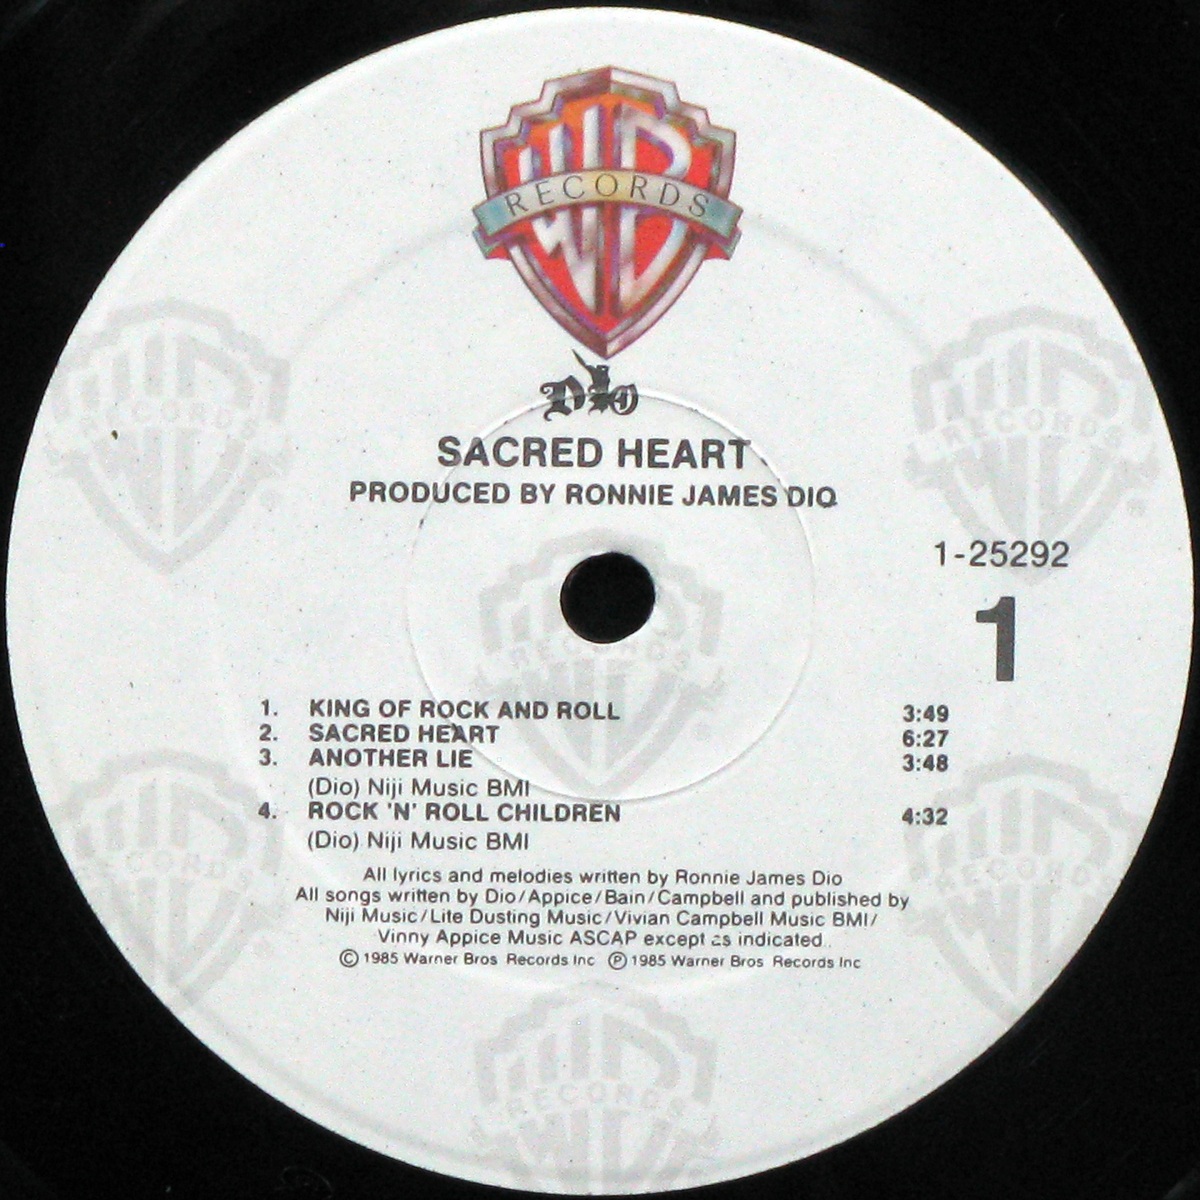 WB
RECORDS
DIO
SACRED HEART
PRODUCED BY RONNIE JAMES DIO
1-25292
1
1. KING OF ROCK AND ROLL 3:49
2. SACRED HEART 6:27
3. ANOTHER LIE 3:48
(Dio) Niji Music BMI
4. ROCK 'N' ROLL CHILDREN 4:32
(Dio) Niji Music BMI
All lyrics and melodies written by Ronnie James Dio
All songs written by Dio/Appice/Bain/Campbell and published by
Niji Music/Lite Dusting Music/Vivian Campbell Music BMI/
Vinny Appice Music ASCAP except as indicated.
© 1985 Warner Bros Records Inc ℗ 1985 Warner Bros Records Inc